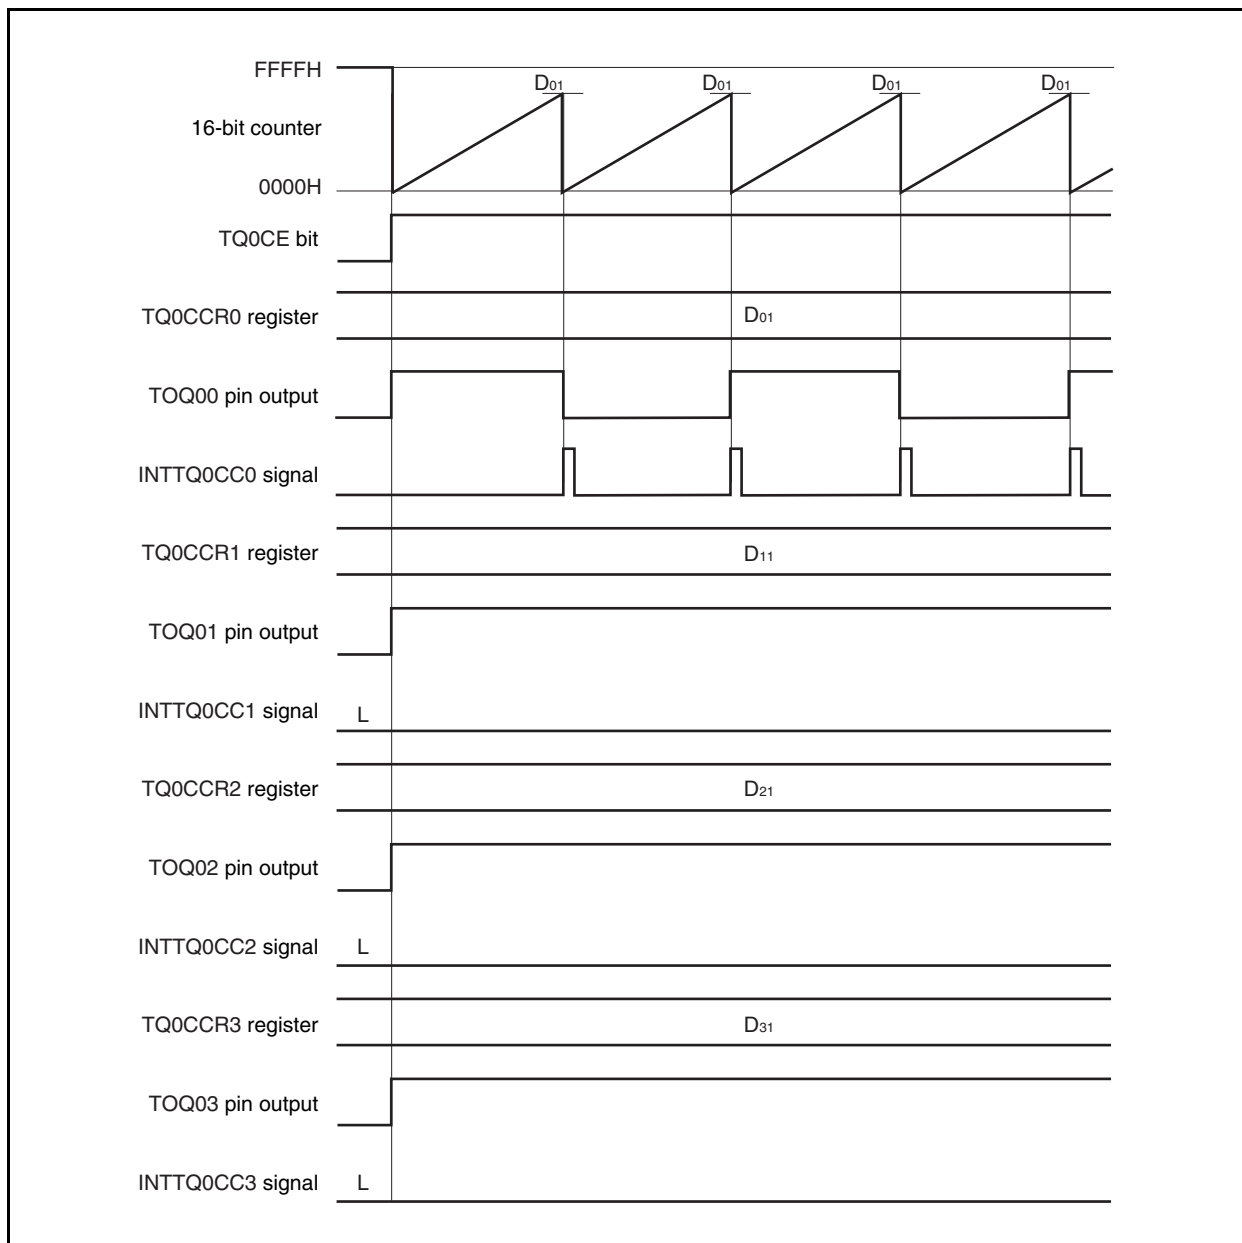 FFFFH
D01 D01 D01 D01
16-bit counter
0000H
TQ0CE bit
TQ0CCR0 register D01
TOQ00 pin output
INTTQ0CC0 signal
TQ0CCR1 register D11
TOQ01 pin output
INTTQ0CC1 signal L
TQ0CCR2 register D21
TOQ02 pin output
INTTQ0CC2 signal L
TQ0CCR3 register D31
TOQ03 pin output
INTTQ0CC3 signal L